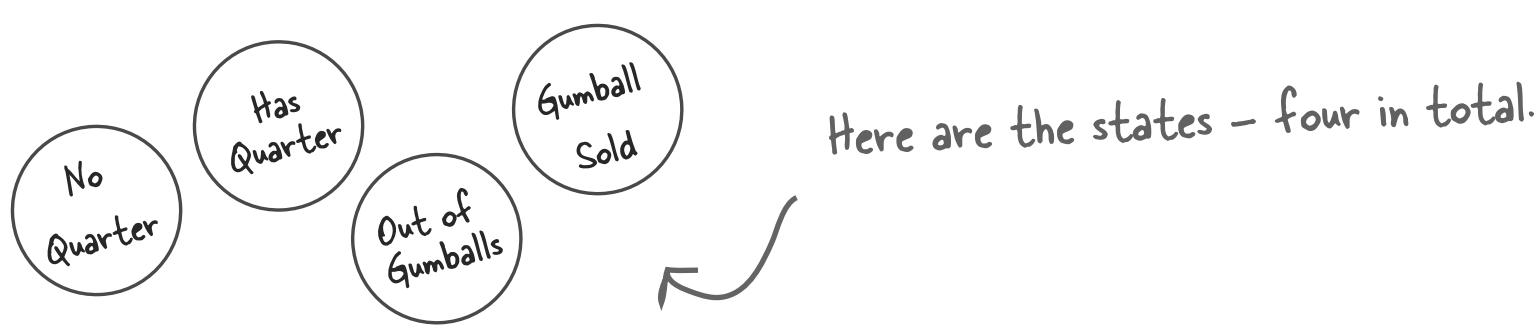 No
Quarter
Has
Quarter
Out of
Gumballs
Gumball
Sold
Here are the states – four in total.